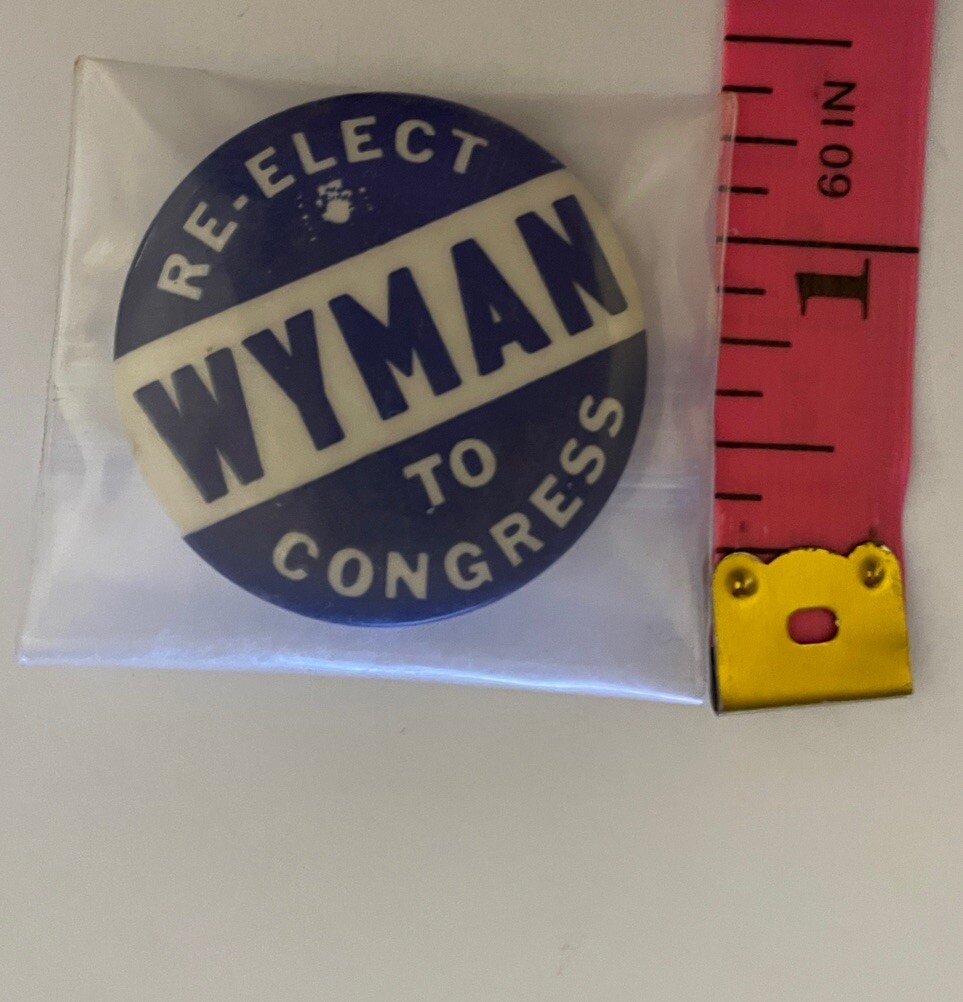 RE-ELECT
WYMAN
TO
CONGRESS
60 IN
1